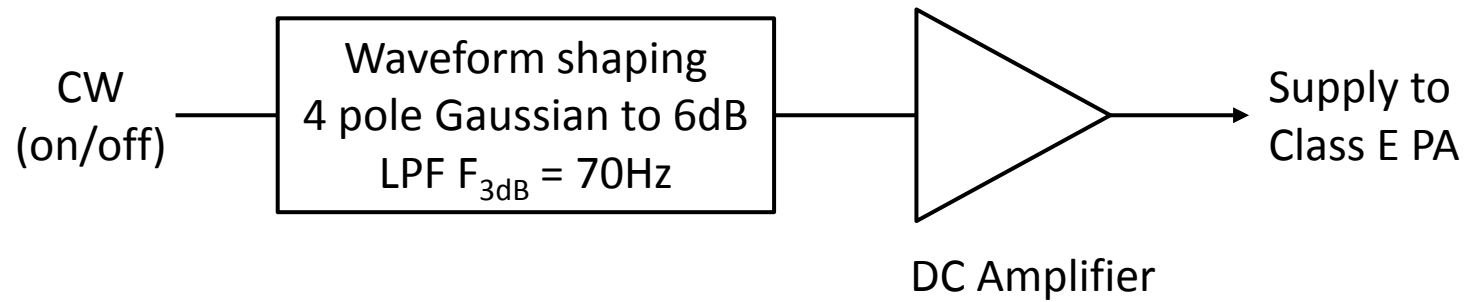 CW
(on/off)
Waveform shaping
4 pole Gaussian to 6dB
LPF F3dB = 70Hz
Supply to
Class E PA
DC Amplifier